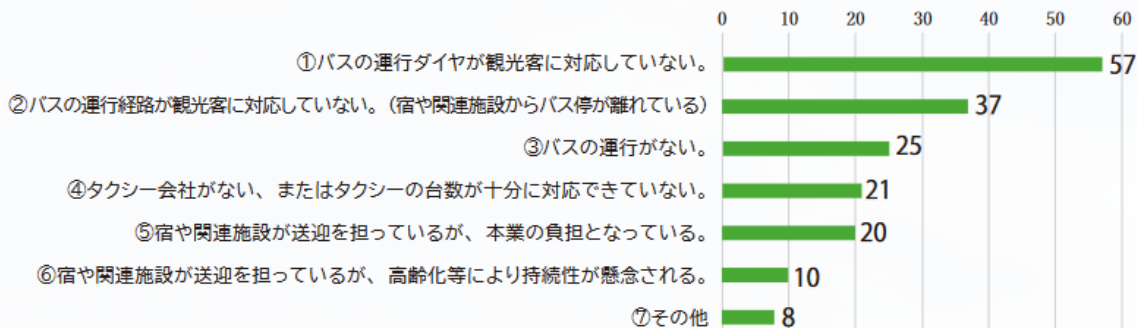 0 10 20 30 40 50 60
①バスの運行ダイヤが観光客に対応していない。 57
②バスの運行経路が観光客に対応していない。(宿や関連施設からバス停が離れている) 37
③バスの運行がない。 25
④タクシー会社がない、またはタクシーの台数が十分に対応できていない。 21
⑤宿や関連施設が送迎を担っているが、本業の負担となっている。 20
⑥宿や関連施設が送迎を担っているが、高齢化等により持続性が懸念される。 10
⑦その他 8